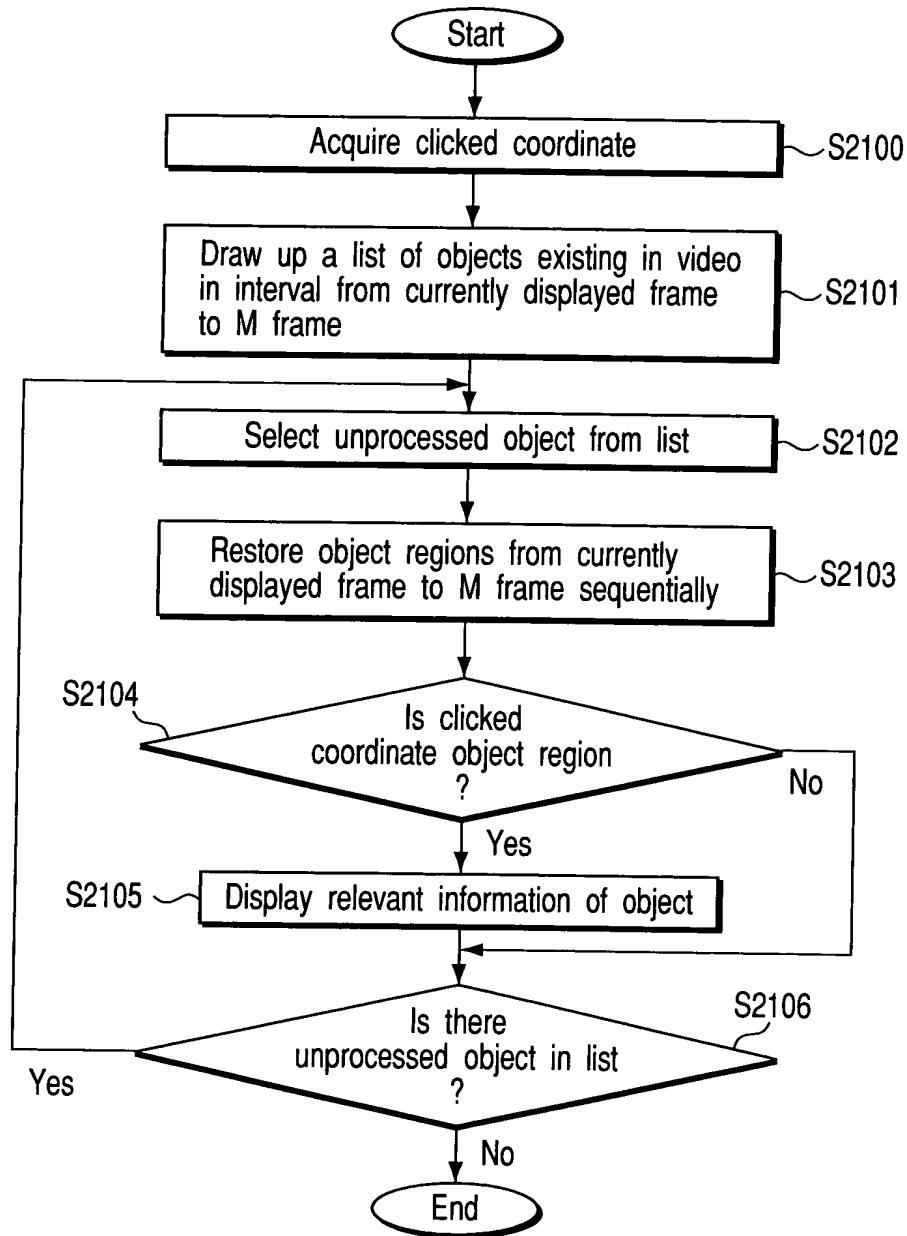 Start
Acquire clicked coordinate
S2100
Draw up a list of objects existing in video
in interval from currently displayed frame
to M frame
S2101
Select unprocessed object from list
S2102
Restore object regions from currently
displayed frame to M frame sequentially
S2103
S2104
Is clicked
coordinate object region
?
No
Yes
S2105
Display relevant information of object
S2106
Is there
unprocessed object in list
?
Yes
No
End